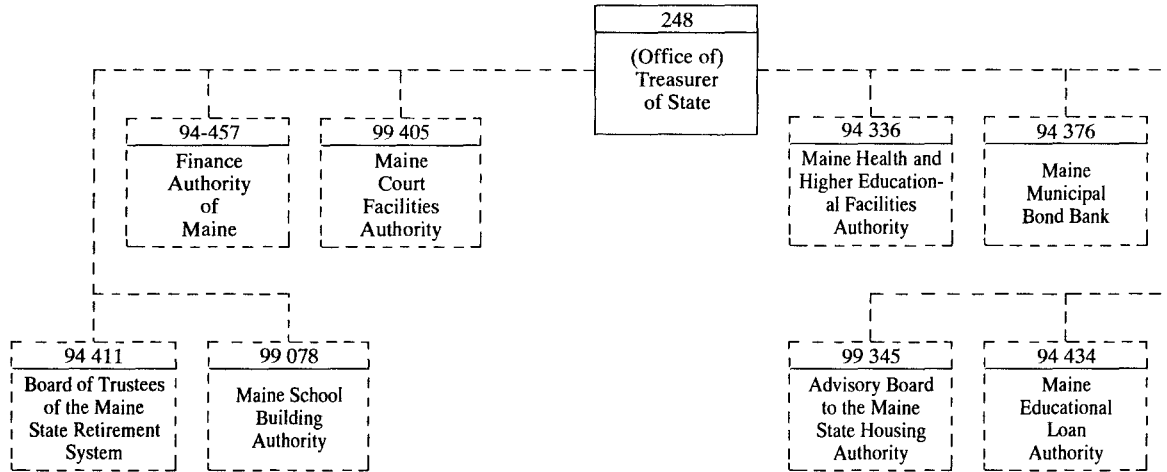 248
(Office of)
Treasurer
of State
94-457
Finance
Authority
of
Maine
99 405
Maine
Court
Facilities
Authority
94 336
Maine Health and
Higher Education-
al Facilities
Authority
94 376
Maine
Municipal
Bond Bank
94 411
Board of Trustees
of the Maine
State Retirement
System
99 078
Maine School
Building
Authority
99 345
Advisory Board
to the Maine
State Housing
Authority
94 434
Maine
Educational
Loan
Authority